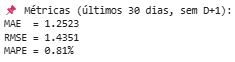 📌 Métricas (últimos 30 dias, sem D+1):
MAE  = 1.2523
RMSE = 1.4351
MAPE = 0.81%